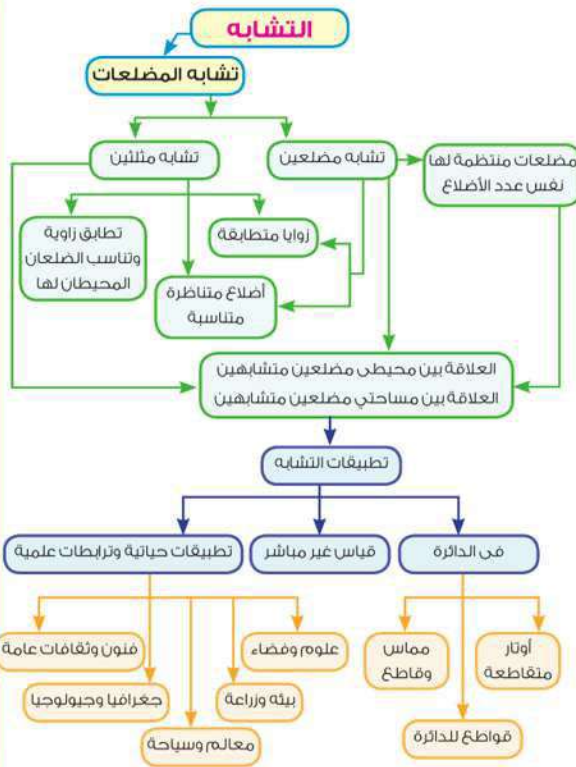 التشابه
تشابه المضلعات
مضلعات منتظمة لها
نفس عدد الأضلاع
تشابه مضلعين
تشابه مثلثين
زوايا متطابقة
تطابق زاوية
وتناسب الضلعان
المحيطان لها
أضلاع متناظرة
متناسبة
العلاقة بين محيطى مضلعين متشابهين
العلاقة بين مساحتي مضلعين متشابهين
تطبيقات التشابه
فى الدائرة
قياس غير مباشر
تطبيقات حياتية وترابطات علمية
أوتار
متقاطعة
مماس
وقاطع
قواطع للدائرة
علوم وفضاء
فنون وثقافات عامة
بيئه وزراعة
جغرافيا وجيولوجيا
معالم وسياحة